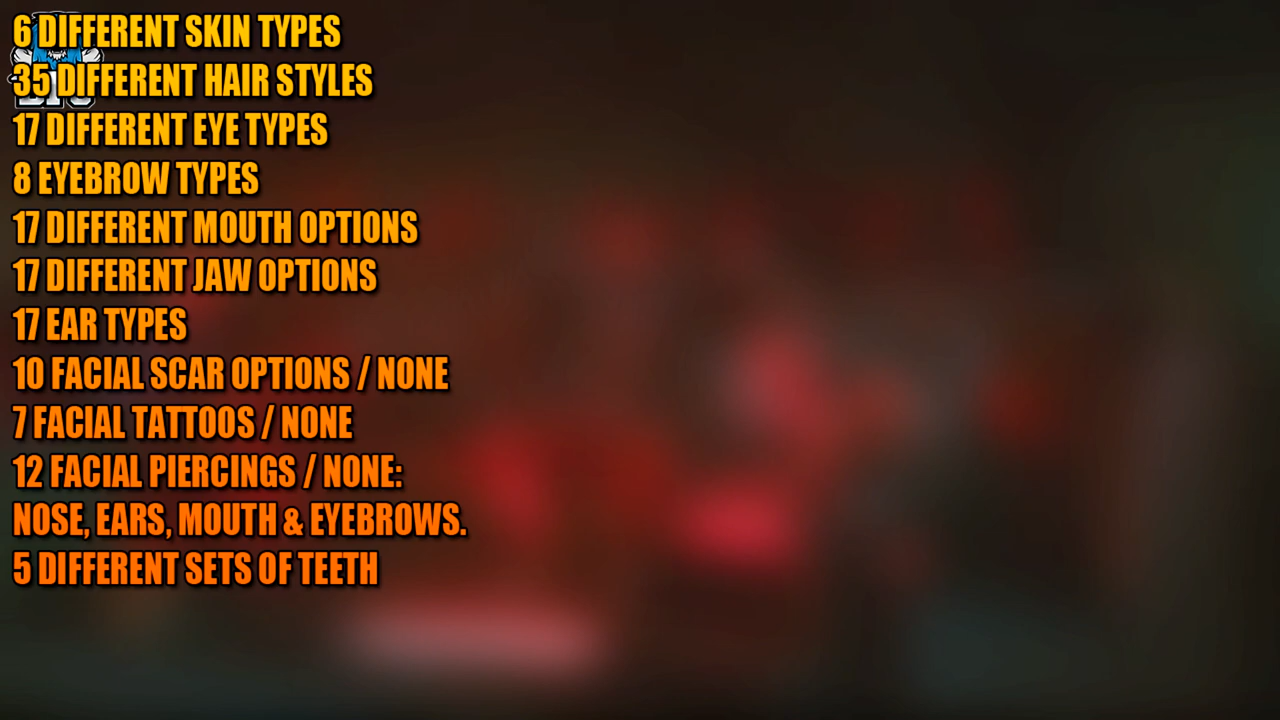 6 DIFFERENT SKIN TYPES
35 DIFFERENT HAIR STYLES
17 DIFFERENT EYE TYPES
8 EYEBROW TYPES
17 DIFFERENT MOUTH OPTIONS
17 DIFFERENT JAW OPTIONS
17 EAR TYPES
10 FACIAL SCAR OPTIONS / NONE
7 FACIAL TATTOOS / NONE
12 FACIAL PIERCINGS / NONE:
NOSE, EARS, MOUTH & EYEBROWS.
5 DIFFERENT SETS OF TEETH